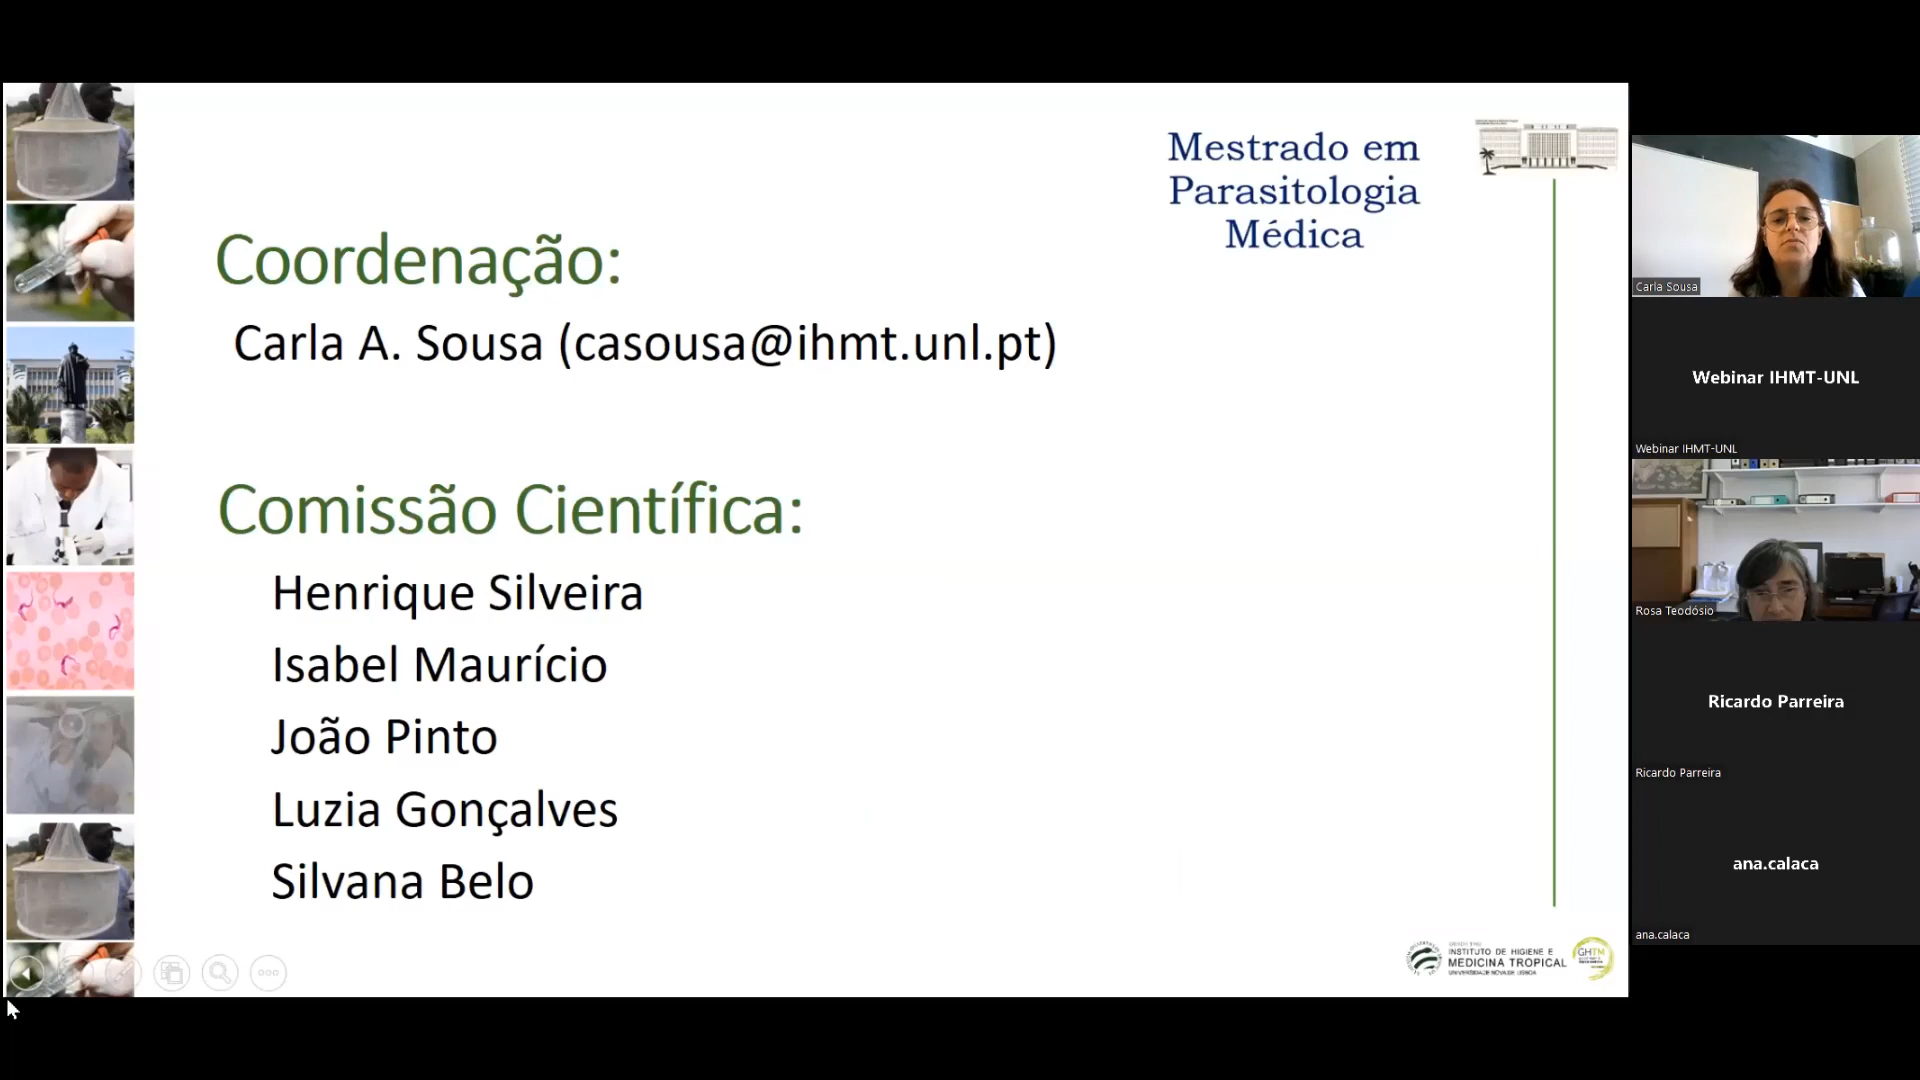 Mestrado em
Parasitologia
Médica
Coordenação:
Carla A. Sousa (casousa@ihmt.unl.pt)
Comissão Científica:
Henrique Silveira
Isabel Maurício
João Pinto
Luzia Gonçalves
Silvana Belo
INSTITUTO DE HIGIENE E
MEDICINA TROPICAL
UNIVERSIDADE NOVA DE LISBOA
GHTM
Carla Sousa
Webinar IHMT-UNL
Webinar IHMT-UNL
Rosa Teodósio
Ricardo Parreira
Ricardo Parreira
ana.calaca
ana.calaca